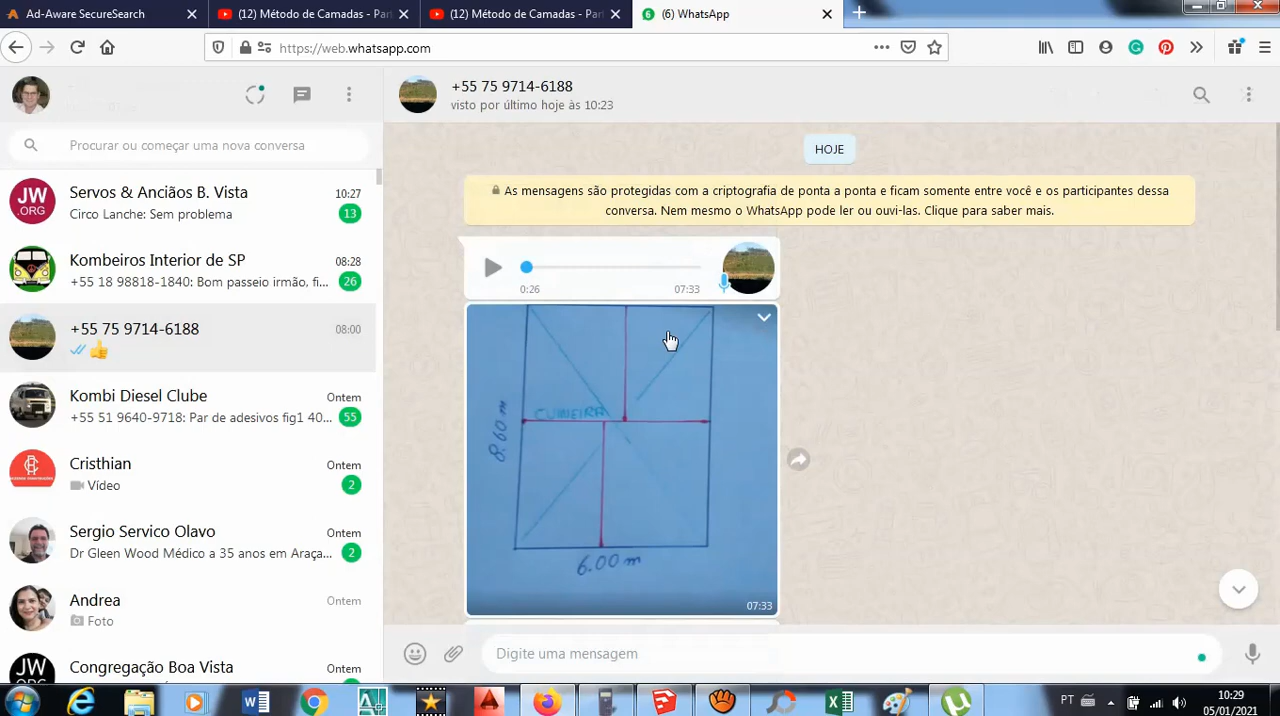 Ad-Aware SecureSearch
(12) Método de Camadas - Par
(12) Método de Camadas - Part
(6) WhatsApp
https://web.whatsapp.com
+55 75 9714-6188
visto por último hoje às 10:23
Procurar ou começar uma nova conversa
HOJE
As mensagens são protegidas com a criptografia de ponta a ponta e ficam somente entre você e os participantes dessa
conversa. Nem mesmo o WhatsApp pode ler ou ouvi-las. Clique para saber mais.
JW
.ORG
Servos & Anciãos B. Vista
10:27
Circo Lanche: Sem problema
13
Kombeiros Interior de SP
08:28
+55 18 98818-1840: Bom passeio irmão, fi...
26
+55 75 9714-6188
08:00
Kombi Diesel Clube
Ontem
+55 51 9640-9718: Par de adesivos fig1 40...
55
Cristhian
Ontem
Vídeo
2
Sergio Servico Olavo
Ontem
Dr Gleen Wood Médico a 35 anos em Araça...
2
Andrea
Ontem
Foto
JW
.ORG
Congregação Boa Vista
Ontem
0:26
07:33
CUMEIRA
8.60 m
6.00 m
07:33
Digite uma mensagem
PT
10:29
05/01/2021